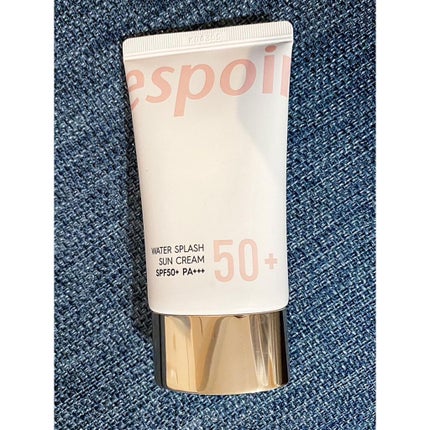 espoir
WATER SPLASH
SUN CREAM
SPF50+ PA+++
50+